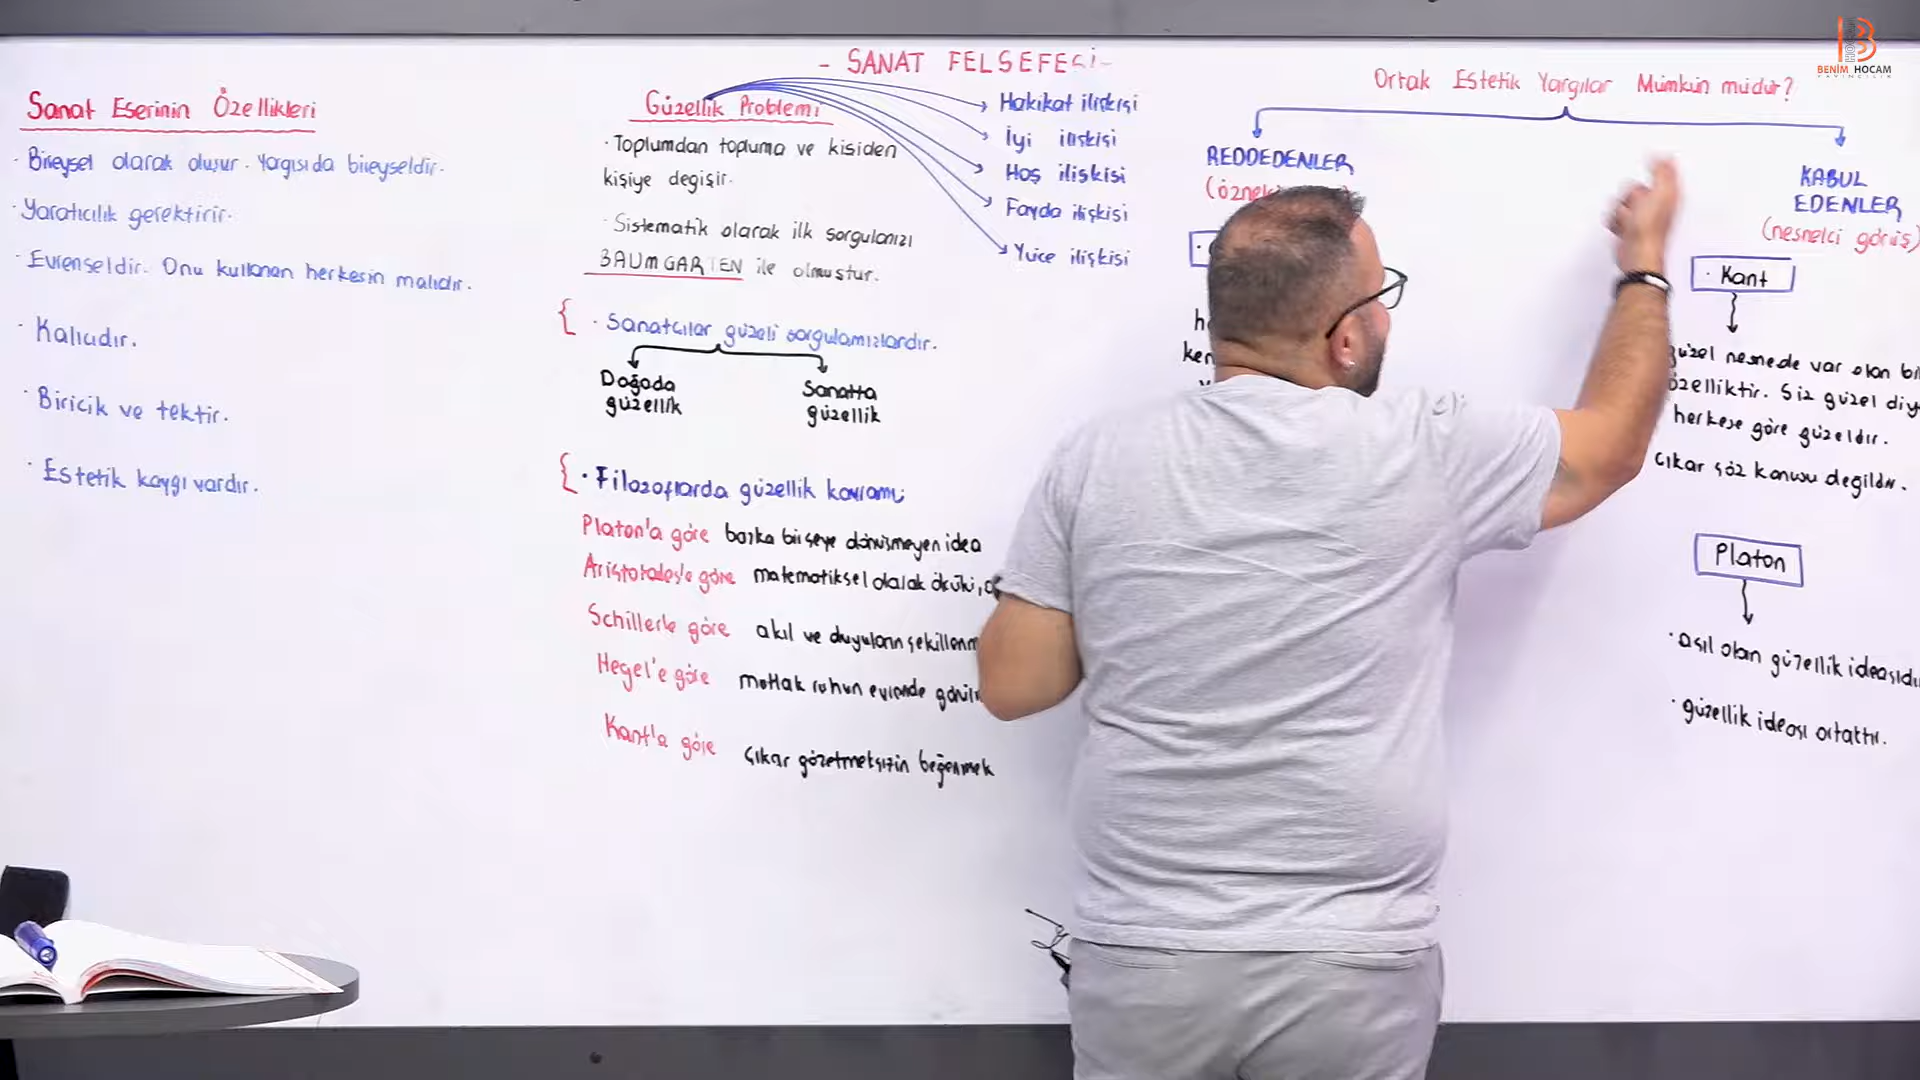 - SANAT FELSEFESİ -
Sanat Eserinin Özellikleri
· Bireysel olarak oluşur. Yargısı da bireyseldir.
· Yaratıcılık gerektirir.
· Evrenseldir. Onu kullanan herkesin malıdır.
· Kalıcıdır.
· Biricik ve tektir.
· Estetik kaygı vardır.
Güzellik Problemi
Hakikat ilişkisi
İyi ilişkisi
Hoş ilişkisi
Fayda ilişkisi
Yüce ilişkisi
· Toplumdan topluma ve kişiden
kişiye değişir.
· Sistematik olarak ilk sorgulanışı
BAUMGARTEN ile olmuştur.
{ · Sanatçılar güzeli sorgulamışlardır.
Doğada
güzellik
Sanatta
güzellik
{ · Filozoflarda güzellik kavramı
Platon'a göre başka bir şeye dönüşmeyen idea
Aristoteles'e göre matematiksel olarak
Schiller'e göre akıl ve duyuların
Hegel'e göre mutlak ruhun evrende
Kant'a göre çıkar gözetmeksizin beğenmek
Ortak Estetik Yargılar Mümkün müdür?
REDDEDENLER
KABUL
EDENLER
(nesnelci görüş)
· Kant
güzel nesnede var olan bir
özelliktir. Siz güzel
herkese göre güzeldir.
çıkar söz konusu değildir.
Platon
· asıl olan güzellik ideasıdır
· güzellik ideası ortaktır.
BENİM HOCAM
YAYINCILIK